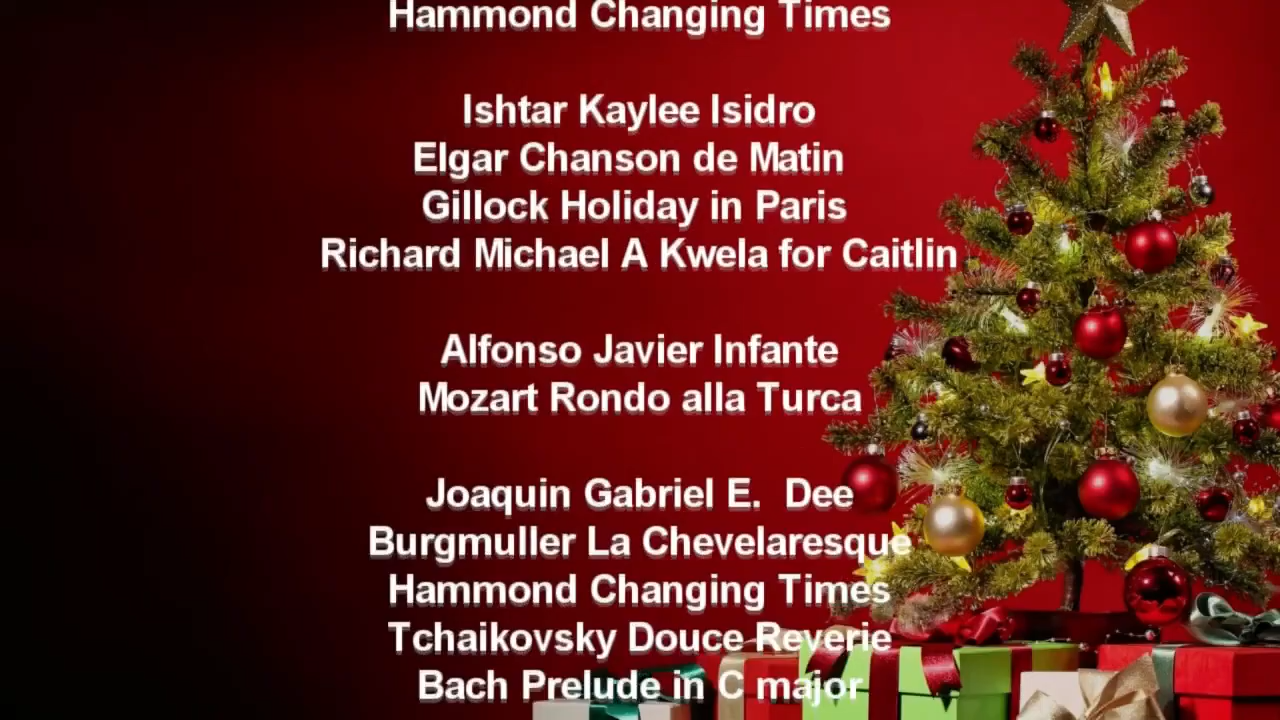 Hammond Changing Times
Ishtar Kaylee Isidro
Elgar Chanson de Matin
Gillock Holiday in Paris
Richard Michael A Kwela for Caitlin
Alfonso Javier Infante
Mozart Rondo alla Turca
Joaquin Gabriel E.  Dee
Burgmuller La Chevelaresque
Hammond Changing Times
Tchaikovsky Douce Reverie
Bach Prelude in C major